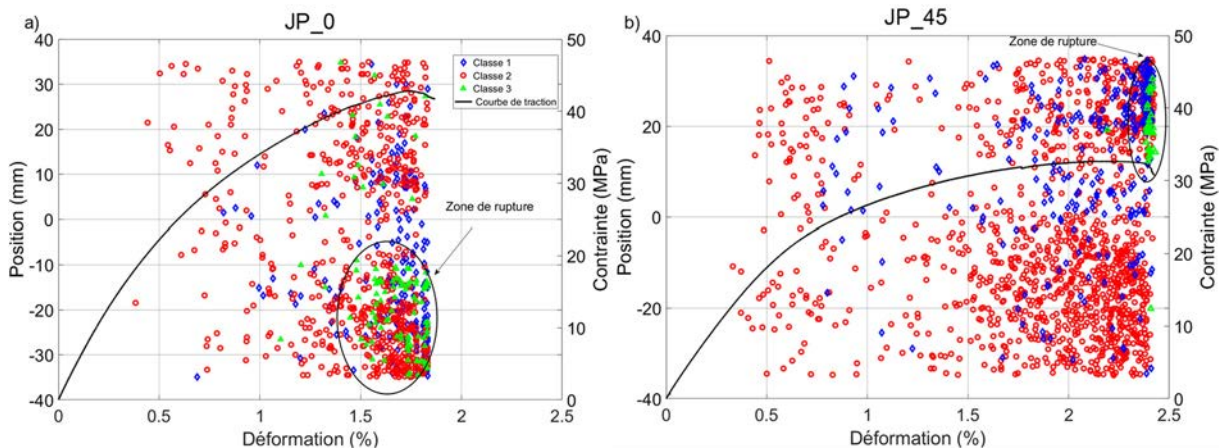 a)
JP_0
Position (mm)
40
30
20
10
0
-10
-20
-30
-40
0
0.5
1
1.5
2
2.5
Déformation (%)
50
40
30
20
10
0
Contrainte (MPa)
Classe 1
Classe 2
Classe 3
Courbe de traction
Zone de rupture
b)
JP_45
Position (mm)
40
20
0
-20
-40
0
0.5
1
1.5
2
2.5
Déformation (%)
50
40
30
20
10
0
Contrainte (MPa)
Zone de rupture